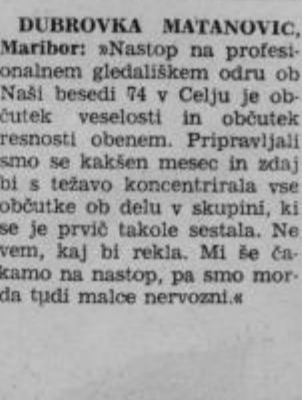 DUBROVKA MATANOVIC,
Maribor: »Nastop na profesi-
onalnem gledališkem odru ob
Naši besedi 74 v Celju je ob-
čutek veselosti in občutek
resnosti obenem. Pripravljali
smo se kakšen mesec in zdaj
bi s težavo koncentrirala vse
občutke ob delu v skupini, ki
se je prvič takole sestala. Ne
vem, kaj bi rekla. Mi še ča-
kamo na nastop, pa smo mor-
da tudi malce nervozni.«